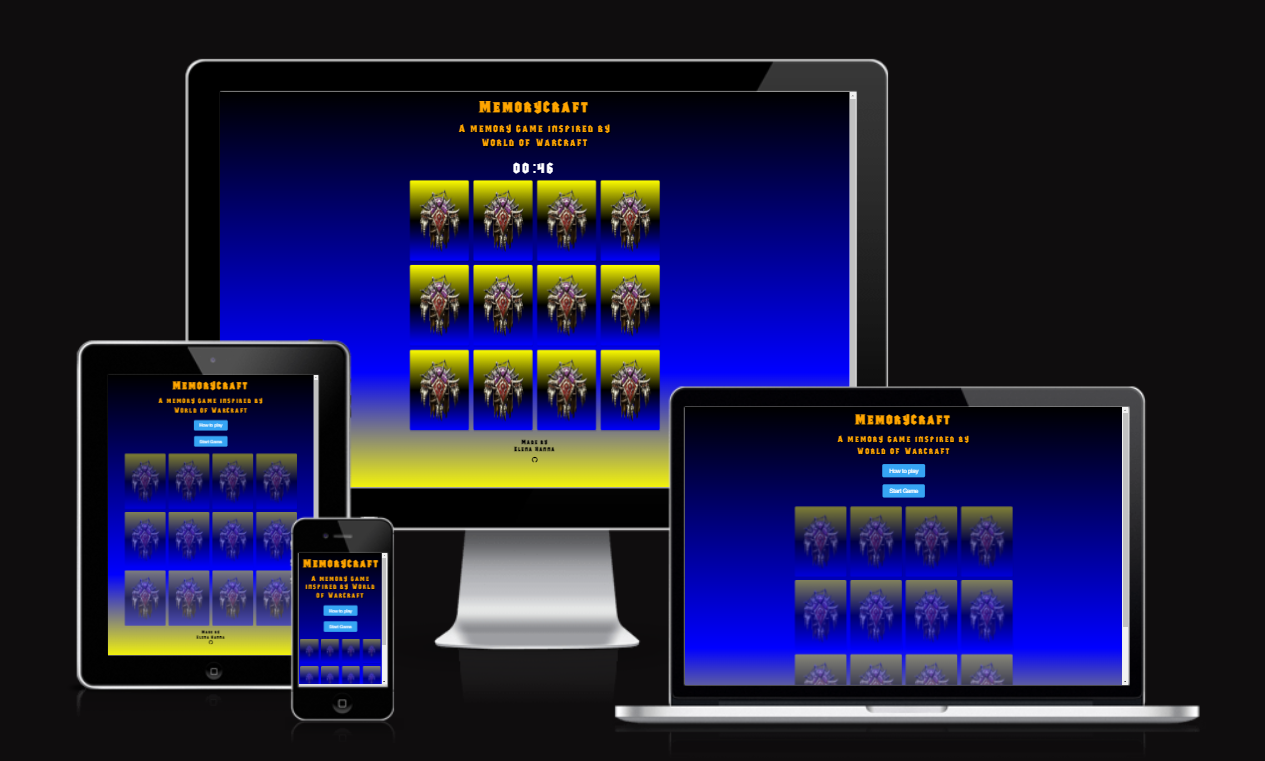 MemoryCraft
A memory game inspired by
World of Warcraft
00:46
Made by
Elena Hamma
MemoryCraft
A memory game inspired by
World of Warcraft
How to play
Start Game
Made by
Elena Hamma
MemoryCraft
A memory game
inspired by World
of Warcraft
How to play
Start Game
MemoryCraft
A memory game inspired by
World of Warcraft
How to play
Start Game